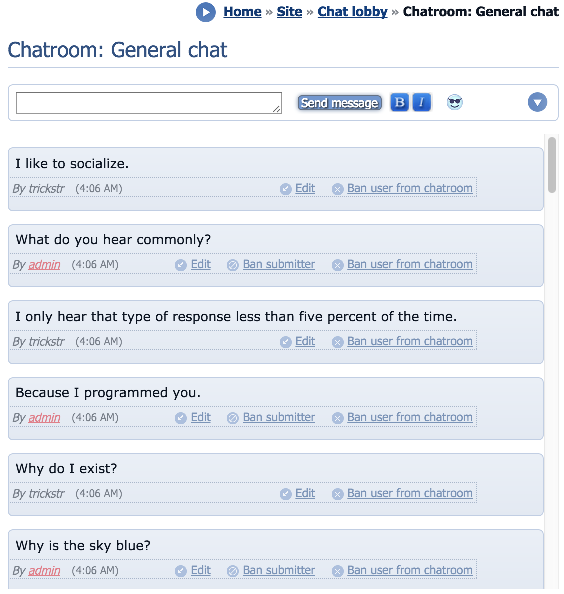 Home » Site » Chat lobby » Chatroom: General chat
Chatroom: General chat
Send message B I
I like to socialize.
By trickstr (4:06 AM) Edit Ban user from chatroom
What do you hear commonly?
By admin (4:06 AM) Edit Ban submitter Ban user from chatroom
I only hear that type of response less than five percent of the time.
By trickstr (4:06 AM) Edit Ban user from chatroom
Because I programmed you.
By admin (4:06 AM) Edit Ban submitter Ban user from chatroom
Why do I exist?
By trickstr (4:06 AM) Edit Ban user from chatroom
Why is the sky blue?
By admin (4:06 AM) Edit Ban submitter Ban user from chatroom